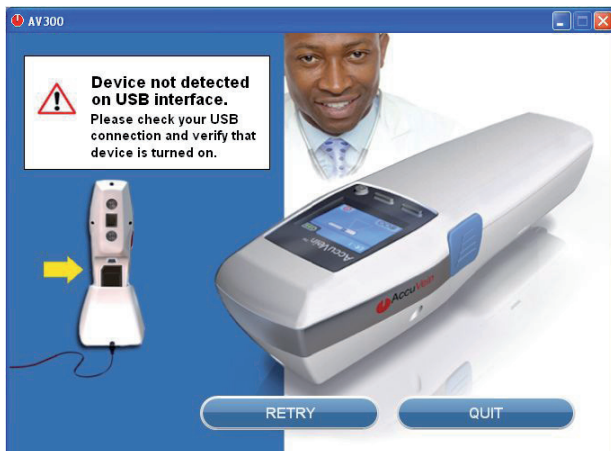 AV300
Device not detected
on USB interface.
Please check your USB
connection and verify that
device is turned on.
AccuVein™
AccuVein
RETRY
QUIT